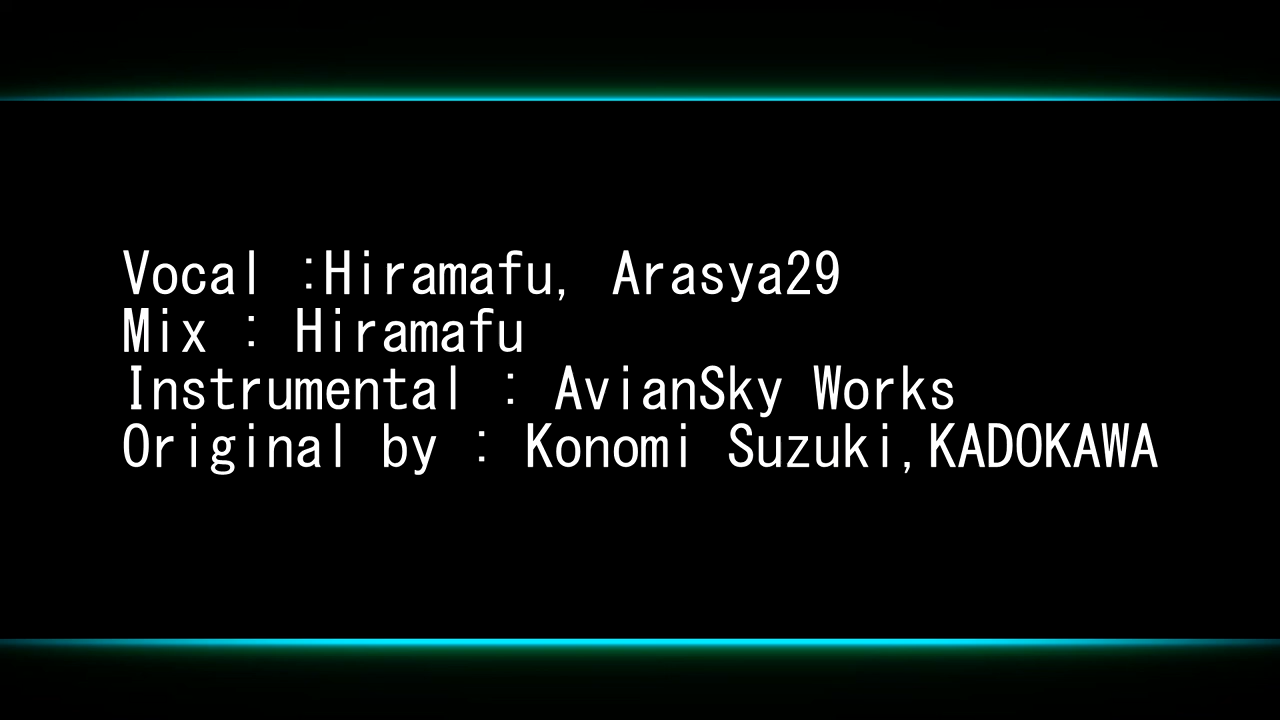 Vocal :Hiramafu, Arasya29
Mix : Hiramafu
Instrumental : AvianSky Works
Original by : Konomi Suzuki,KADOKAWA